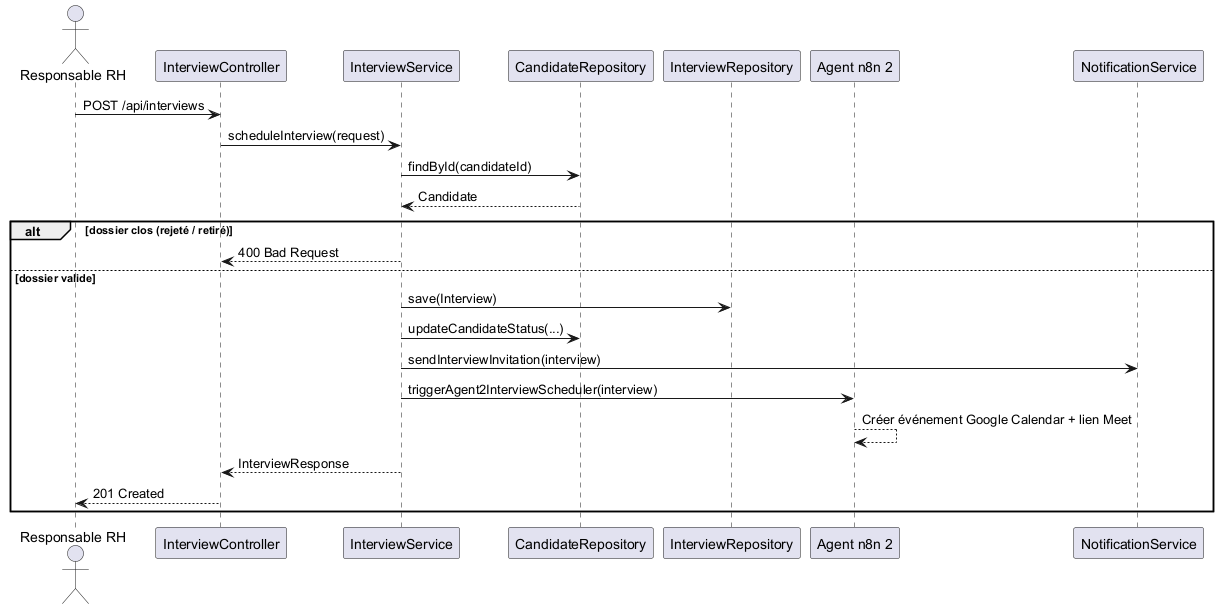 Responsable RH
InterviewController
InterviewService
CandidateRepository
InterviewRepository
Agent n8n 2
NotificationService
POST /api/interviews
scheduleInterview(request)
findById(candidateId)
Candidate
alt
[dossier clos (rejeté / retiré)]
400 Bad Request
[dossier valide]
save(Interview)
updateCandidateStatus(...)
sendInterviewInvitation(interview)
triggerAgent2InterviewScheduler(interview)
Créer événement Google Calendar + lien Meet
InterviewResponse
201 Created
Responsable RH
InterviewController
InterviewService
CandidateRepository
InterviewRepository
Agent n8n 2
NotificationService